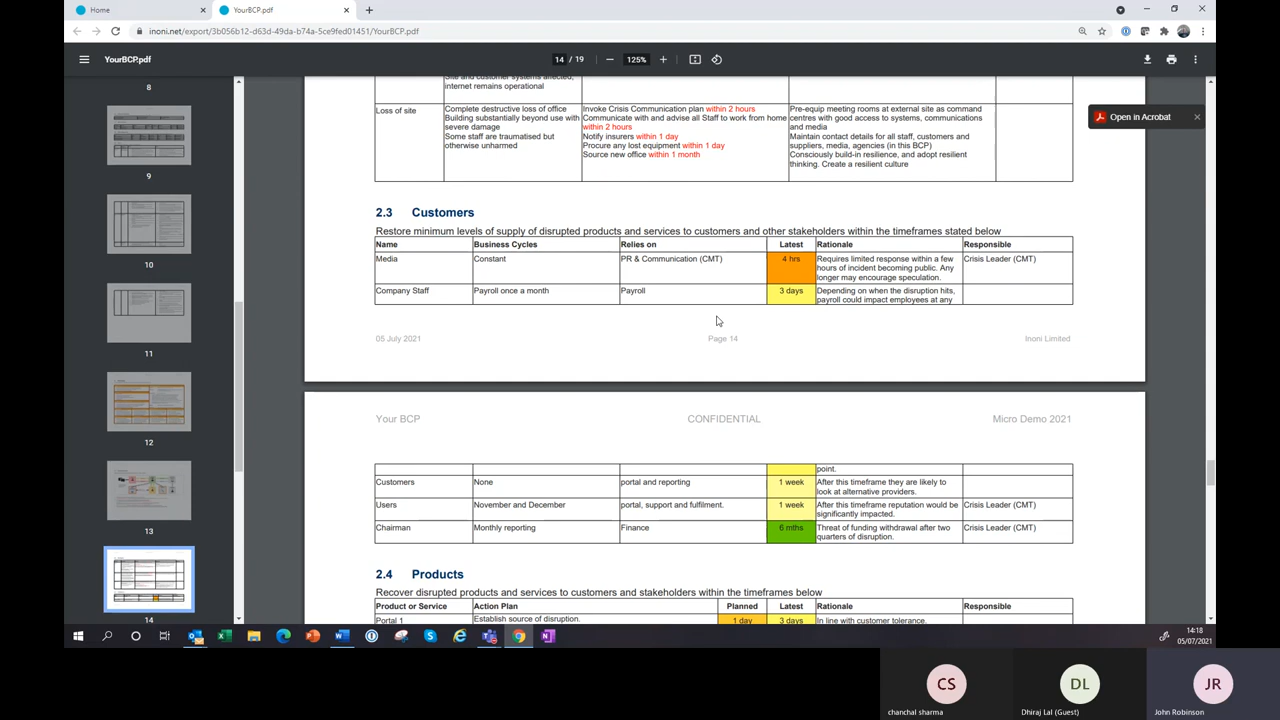 Home
YourBCP.pdf
inoni.net/export/3b056b12-d63d-49da-b74a-5ce9fed01451/YourBCP.pdf
YourBCP.pdf
14 / 19
125%
Open in Acrobat
8
9
10
11
12
13
14
Site and customer systems affected,
internet remains operational
Loss of site
Complete destructive loss of office
Building substantially beyond use with
severe damage
Some staff are traumatised but
otherwise unharmed
Invoke Crisis Communication plan within 2 hours
Communicate with and advise all Staff to work from home
within 2 hours
Notify insurers within 1 day
Procure any lost equipment within 1 day
Source new office within 1 month
Pre-equip meeting rooms at external site as command
centres with good access to systems, communications
and media
Maintain contact details for all staff, customers and
suppliers, media, agencies (in this BCP)
Consciously build-in resilience, and adopt resilient
thinking. Create a resilient culture
2.3 Customers
Restore minimum levels of supply of disrupted products and services to customers and other stakeholders within the timeframes stated below
Name Business Cycles Relies on Latest Rationale Responsible
Media Constant PR & Communication (CMT) 4 hrs Requires limited response within a few Crisis Leader (CMT)
hours of incident becoming public. Any
longer may encourage speculation.
Company Staff Payroll once a month Payroll 3 days Depending on when the disruption hits,
payroll could impact employees at any
05 July 2021 Page 14 Inoni Limited
Your BCP CONFIDENTIAL Micro Demo 2021
point.
Customers None portal and reporting 1 week After this timeframe they are likely to
look at alternative providers.
Users November and December portal, support and fulfilment. 1 week After this timeframe reputation would be Crisis Leader (CMT)
significantly impacted.
Chairman Monthly reporting Finance 6 mths Threat of funding withdrawal after two Crisis Leader (CMT)
quarters of disruption.
2.4 Products
Recover disrupted products and services to customers and stakeholders within the timeframes below
Product or Service Action Plan Planned Latest Rationale Responsible
Portal 1 Establish source of disruption. 1 day 3 days In line with customer tolerance.
14:18
05/07/2021
CS
chanchal sharma
DL
Dhiraj Lal (Guest)
JR
John Robinson